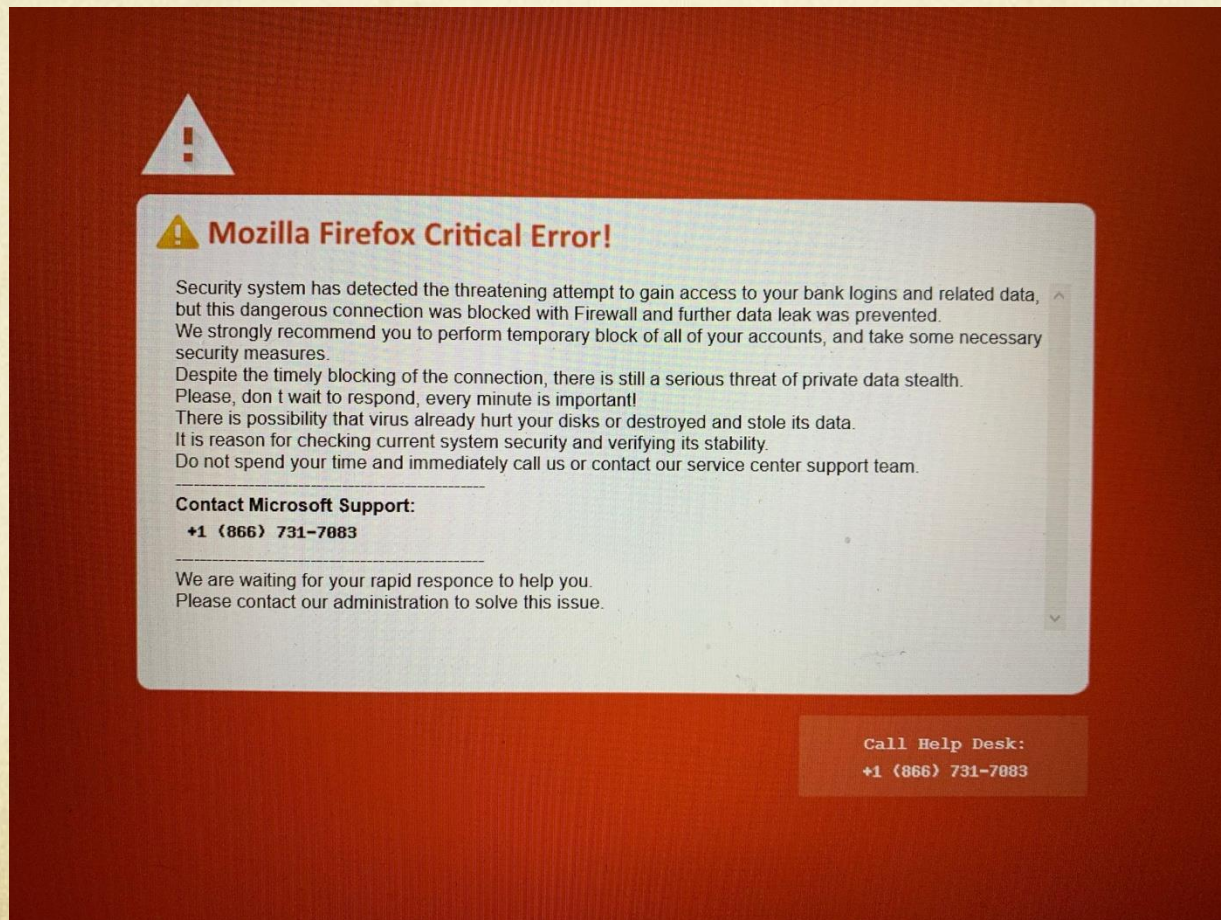 Mozilla Firefox Critical Error!
Security system has detected the threatening attempt to gain access to your bank logins and related data,
but this dangerous connection was blocked with Firewall and further data leak was prevented.
We strongly recommend you to perform temporary block of all of your accounts, and take some necessary
security measures.
Despite the timely blocking of the connection, there is still a serious threat of private data stealth.
Please, don t wait to respond, every minute is important!
There is possibility that virus already hurt your disks or destroyed and stole its data.
It is reason for checking current system security and verifying its stability.
Do not spend your time and immediately call us or contact our service center support team.
Contact Microsoft Support:
+1 (866) 731-7083
We are waiting for your rapid responce to help you.
Please contact our administration to solve this issue.
Call Help Desk:
+1 (866) 731-7083